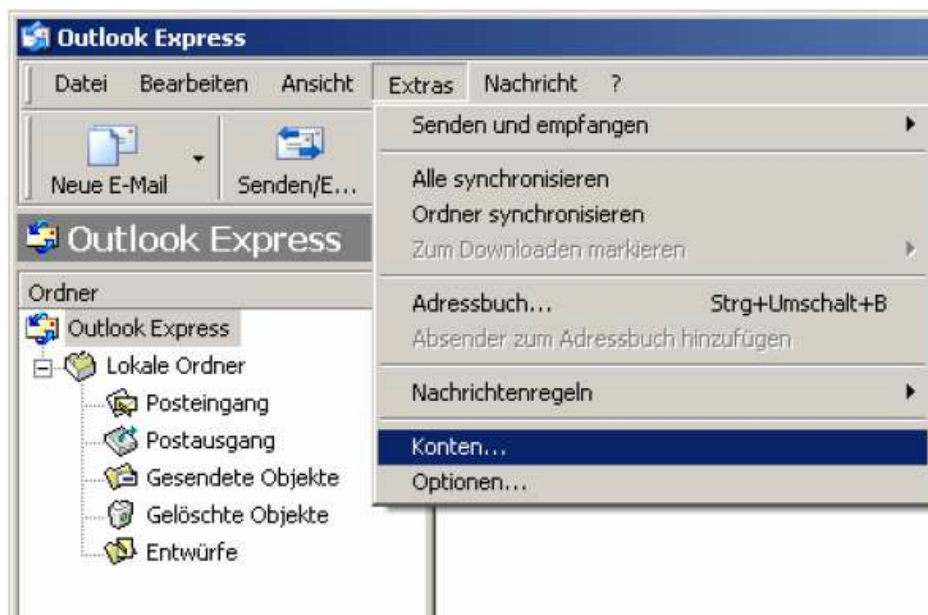 Outlook Express
Datei Bearbeiten Ansicht Extras Nachricht ?
Neue E-Mail Senden/E...
Outlook Express
Ordner
Outlook Express
Lokale Ordner
Posteingang
Postausgang
Gesendete Objekte
Gelöschte Objekte
Entwürfe
Senden und empfangen
Alle synchronisieren
Ordner synchronisieren
Zum Downloaden markieren
Adressbuch... Strg+Umschalt+B
Absender zum Adressbuch hinzufügen
Nachrichtenregeln
Konten...
Optionen...